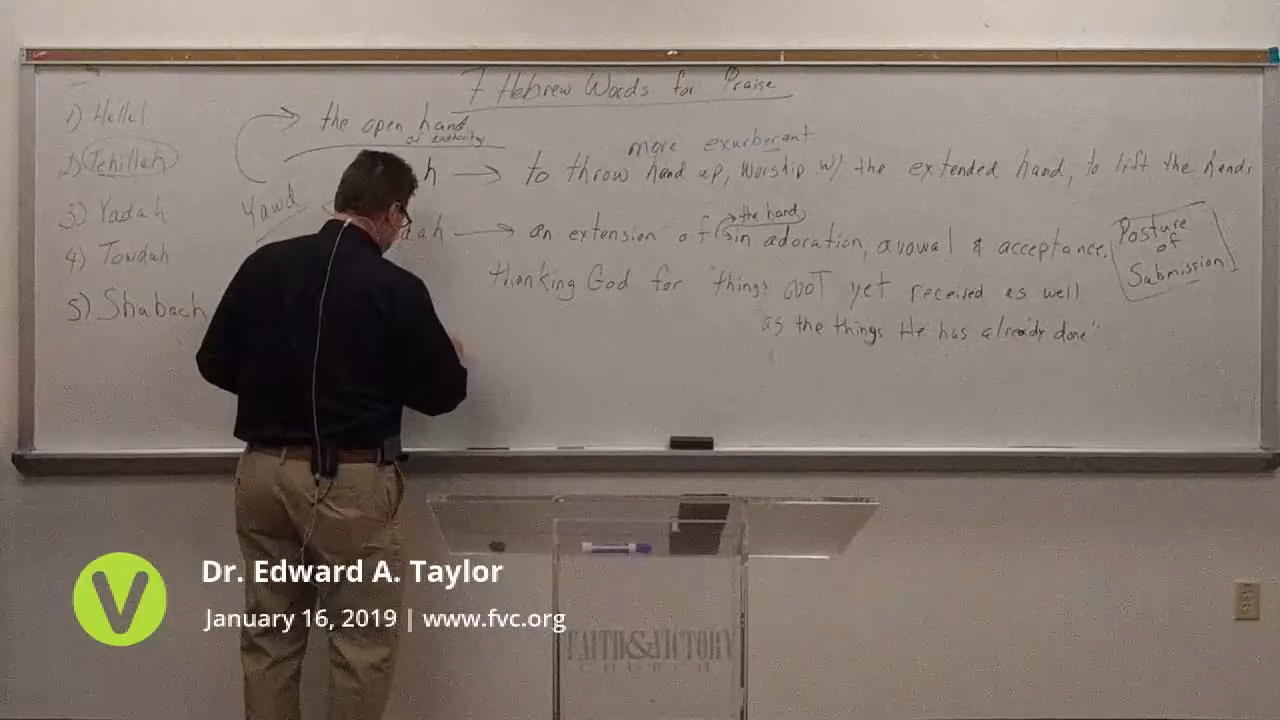 7 Hebrew Words for Praise
1) Hallel
2) Tehillah
3) Yadah
4) Towdah
5) Shabach
the open hand
of authority
Yawd
h → to throw hand up, worship w/ the extended hand, to lift the hands
more exurberant
dah → an extension of in adoration, avowal & acceptance.
the hand
thanking God for "things NOT yet received as well
as the things He has already done"
Posture
of
Submission
Dr. Edward A. Taylor
January 16, 2019 | www.fvc.org
FAITH&VICTORY
CHURCH